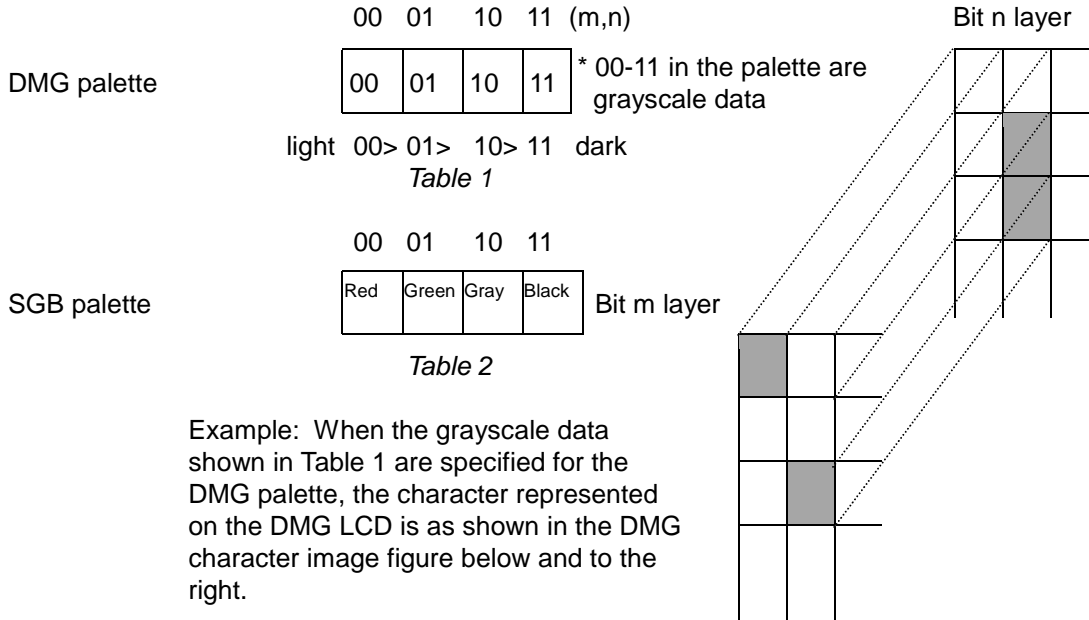 00 01 10 11 (m,n)
Bit n layer
DMG palette
00 01 10 11
* 00-11 in the palette are
grayscale data
light 00> 01> 10> 11 dark
Table 1
00 01 10 11
SGB palette
Red Green Gray Black
Bit m layer
Table 2
Example: When the grayscale data
shown in Table 1 are specified for the
DMG palette, the character represented
on the DMG LCD is as shown in the DMG
character image figure below and to the
right.